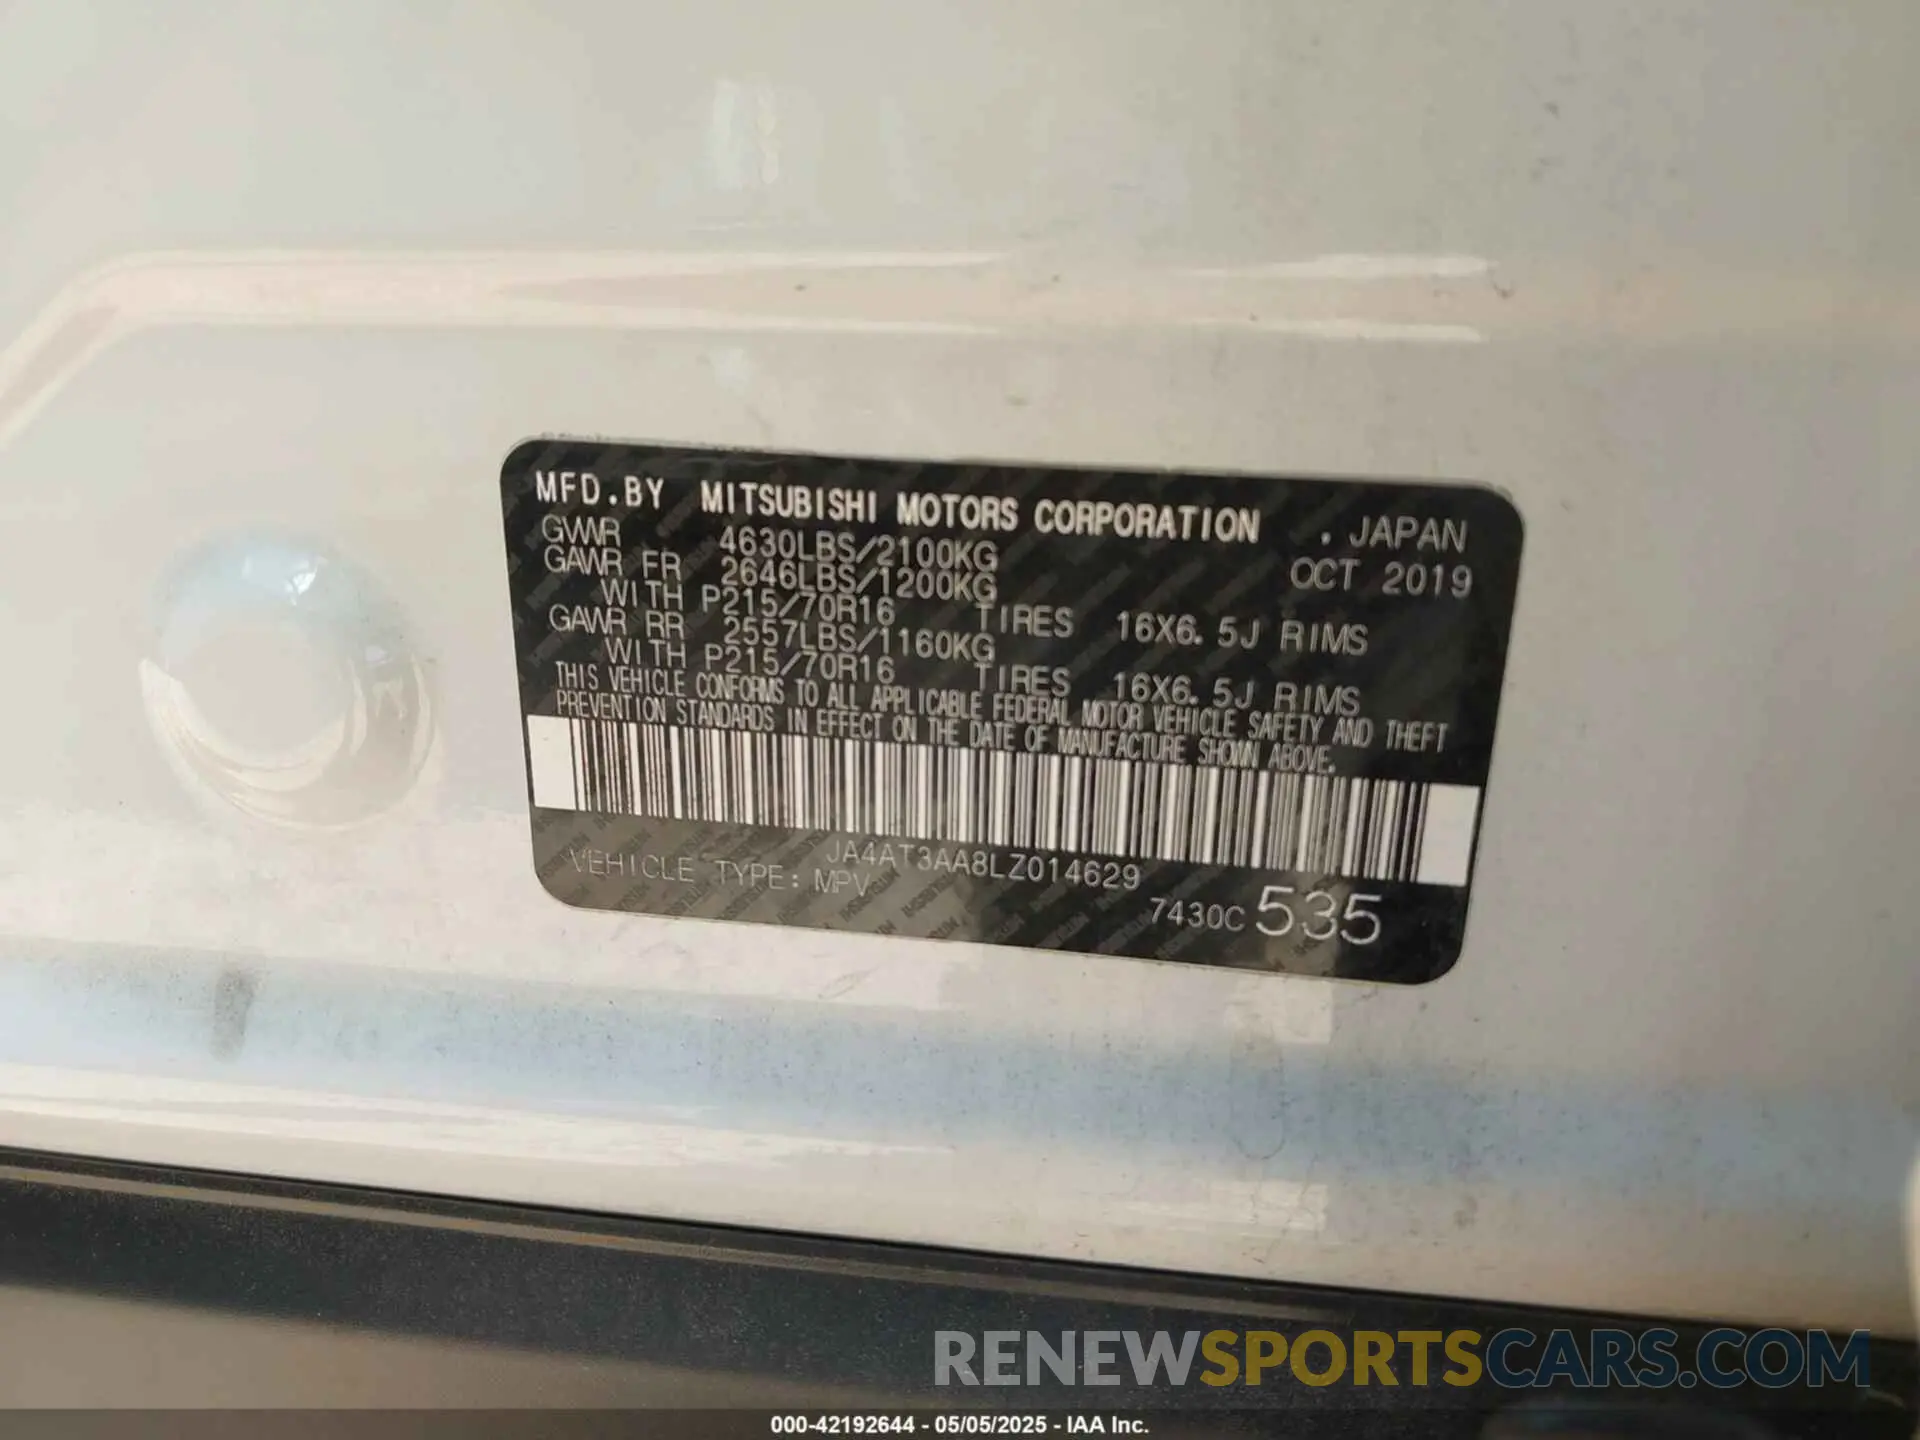 MFD.BY MITSUBISHI MOTORS CORPORATION . JAPAN
GVWR 4630LBS/2100KG OCT 2019
GAWR FR 2646LBS/1200KG
WITH P215/70R16 TIRES 16X6.5J RIMS
GAWR RR 2557LBS/1160KG
WITH P215/70R16 TIRES 16X6.5J RIMS
THIS VEHICLE CONFORMS TO ALL APPLICABLE FEDERAL MOTOR VEHICLE SAFETY AND THEFT
PREVENTION STANDARDS IN EFFECT ON THE DATE OF MANUFACTURE SHOWN ABOVE.
JA4AT3AA8LZ014629
VEHICLE TYPE: MPV
7430C 535
RENEWSPORTSCARS.COM
000-42192644 - 05/05/2025 - IAA Inc.